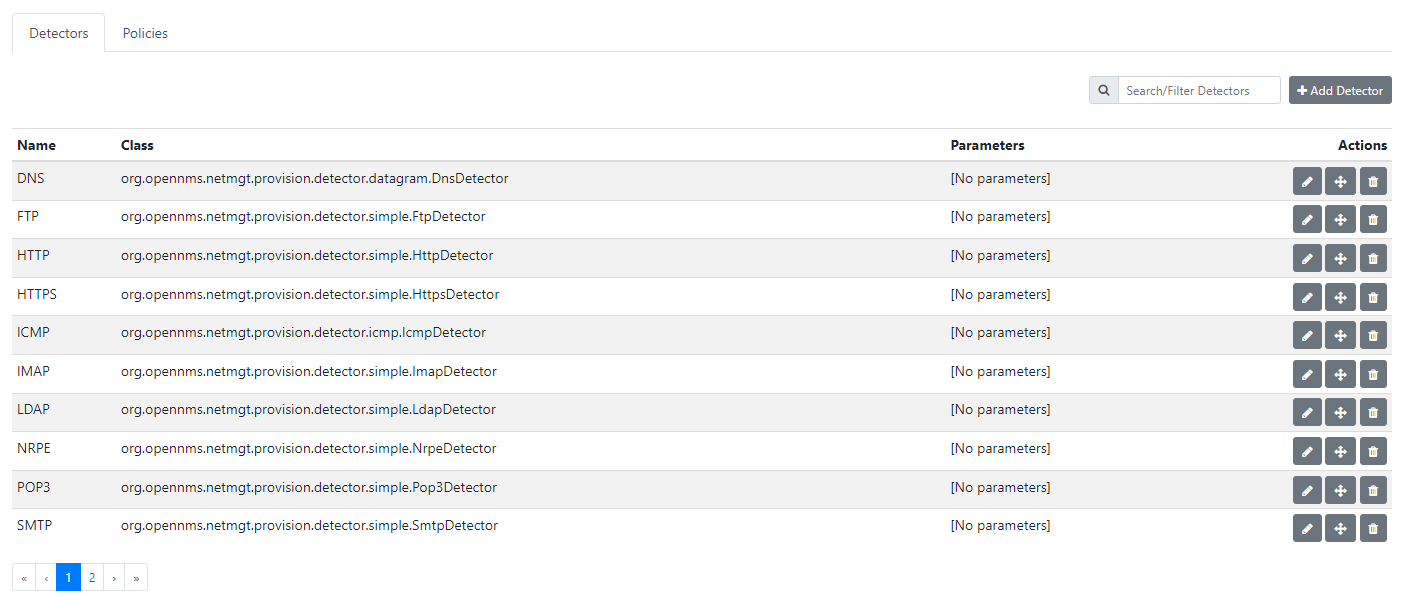 Detectors Policies
Search/Filter Detectors Add Detector
Name Class Parameters Actions
DNS org.opennms.netmgt.provision.detector.datagram.DnsDetector [No parameters]
FTP org.opennms.netmgt.provision.detector.simple.FtpDetector [No parameters]
HTTP org.opennms.netmgt.provision.detector.simple.HttpDetector [No parameters]
HTTPS org.opennms.netmgt.provision.detector.simple.HttpsDetector [No parameters]
ICMP org.opennms.netmgt.provision.detector.icmp.IcmpDetector [No parameters]
IMAP org.opennms.netmgt.provision.detector.simple.ImapDetector [No parameters]
LDAP org.opennms.netmgt.provision.detector.simple.LdapDetector [No parameters]
NRPE org.opennms.netmgt.provision.detector.simple.NrpeDetector [No parameters]
POP3 org.opennms.netmgt.provision.detector.simple.Pop3Detector [No parameters]
SMTP org.opennms.netmgt.provision.detector.simple.SmtpDetector [No parameters]
« ‹ 1 2 › »